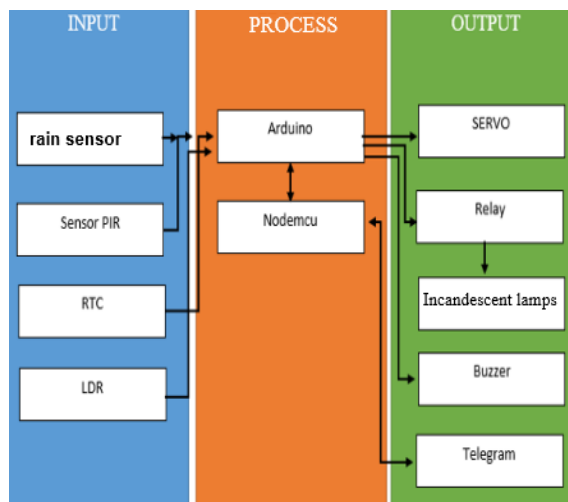 INPUT
PROCESS
OUTPUT
rain sensor
Sensor PIR
RTC
LDR
Arduino
Nodemcu
SERVO
Relay
Incandescent lamps
Buzzer
Telegram